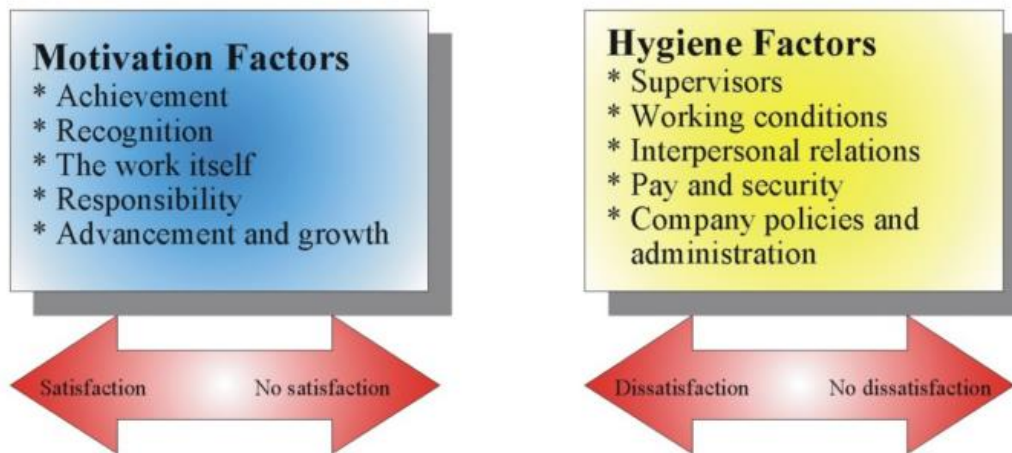 Motivation Factors
* Achievement
* Recognition
* The work itself
* Responsibility
* Advancement and growth
Satisfaction
No satisfaction
Hygiene Factors
* Supervisors
* Working conditions
* Interpersonal relations
* Pay and security
* Company policies and
administration
Dissatisfaction
No dissatisfaction